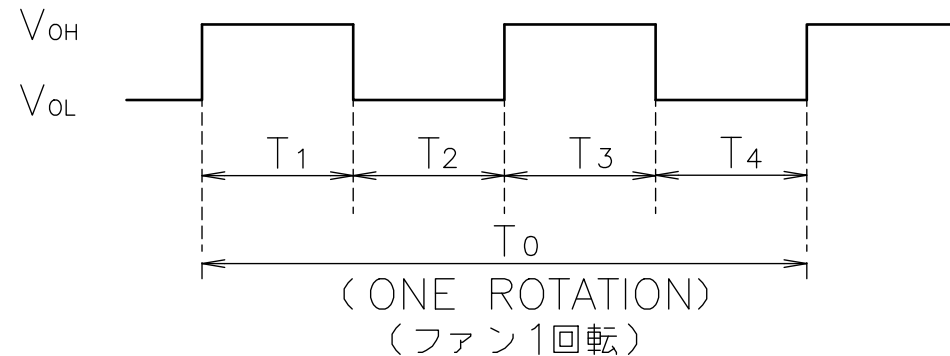 VOH
VOL
T1 T2 T3 T4
T0
(ONE ROTATION)
(ファン1回転)